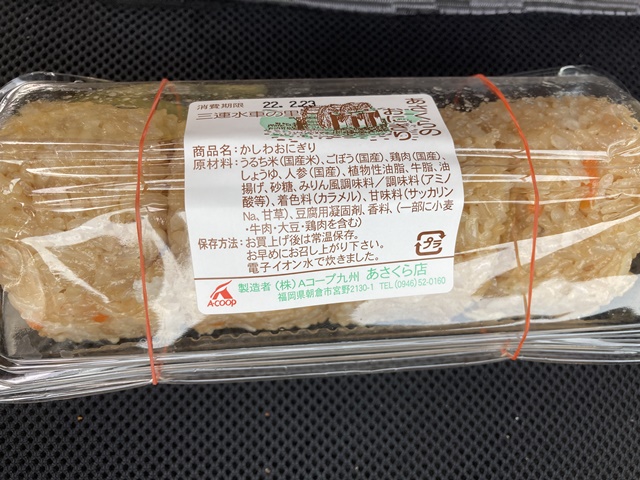 消費期限 22. 2.23
三連水車の里
あさくらの
おにぎり
商品名:かしわおにぎり
原材料:うるち米(国産米)、ごぼう(国産)、鶏肉(国産)、
しょうゆ、人参(国産)、植物性油脂、牛脂、油
揚げ、砂糖、みりん風調味料/調味料(アミノ
酸等)、着色料(カラメル)、甘味料(サッカリン
Na、甘草)、豆腐用凝固剤、香料、(一部に小麦
・牛肉・大豆・鶏肉を含む)
保存方法:お買上げ後は常温保存。
お早めにお召し上がり下さい。
電子イオン水で炊きました。
プラ
A-COOP
製造者 (株)Aコープ九州 あさくら店
福岡県朝倉市宮野2130-1 TEL(0946)52-0160